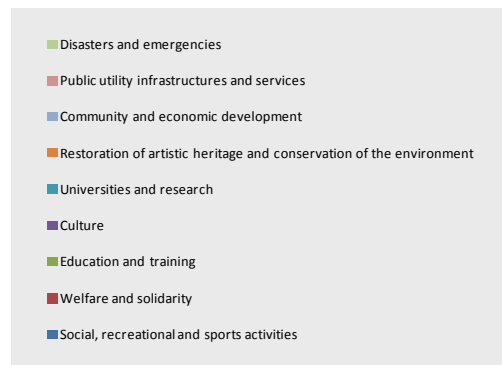 Disasters and emergencies
Public utility infrastructures and services
Community and economic development
Restoration of artistic heritage and conservation of the environment
Universities and research
Culture
Education and training
Welfare and solidarity
Social, recreational and sports activities